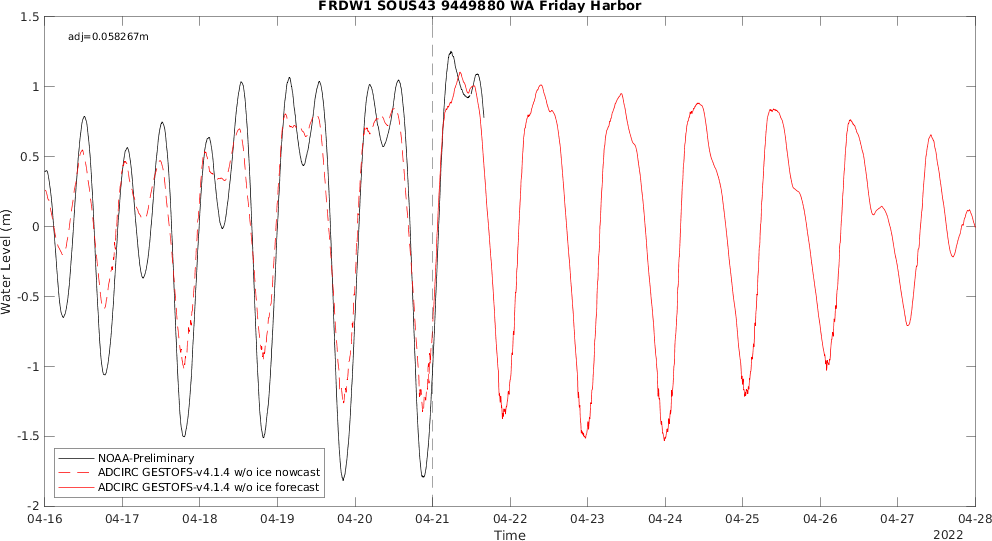 FRDW1 SOUS43 9449880 WA Friday Harbor
adj=0.058267m
1.5
1
0.5
0
-0.5
-1
-1.5
-2
Water Level (m)
NOAA-Preliminary
ADCIRC GESTOFS-v4.1.4 w/o ice nowcast
ADCIRC GESTOFS-v4.1.4 w/o ice forecast
04-16 04-17 04-18 04-19 04-20 04-21 04-22 04-23 04-24 04-25 04-26 04-27 04-28
Time
2022